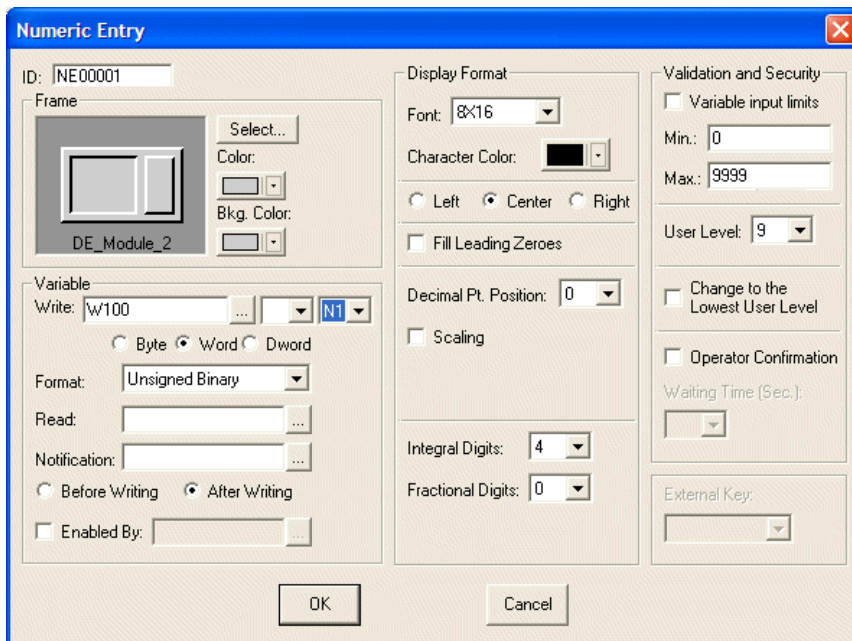 Numeric Entry
ID: NE00001
Frame
Select...
Color:
Bkg. Color:
DE_Module_2
Variable
Write: W100 ... N1
Byte Word Dword
Format: Unsigned Binary
Read: ...
Notification: ...
Before Writing After Writing
Enabled By: ...
Display Format
Font: 8X16
Character Color:
Left Center Right
Fill Leading Zeroes
Decimal Pt. Position: 0
Scaling
Integral Digits: 4
Fractional Digits: 0
Validation and Security
Variable input limits
Min.: 0
Max.: 9999
User Level: 9
Change to the
Lowest User Level
Operator Confirmation
Waiting Time (Sec.):
External Key:
OK Cancel